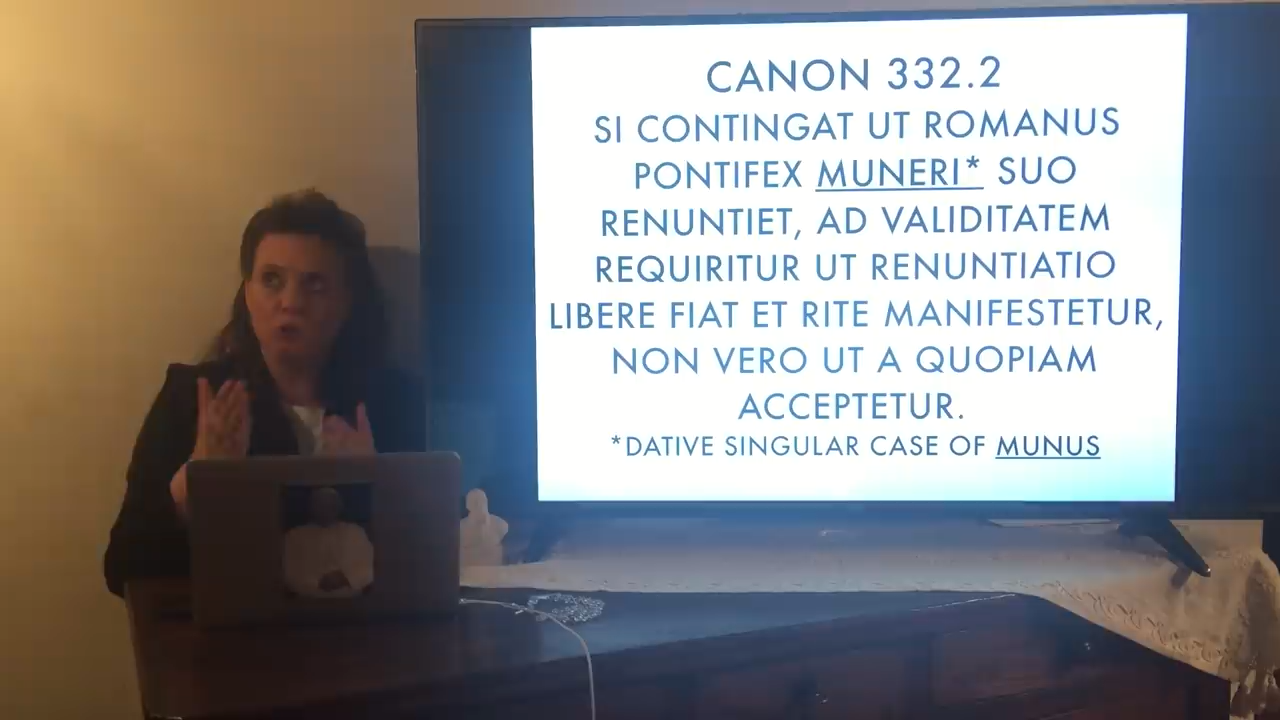 CANON 332.2
SI CONTINGAT UT ROMANUS
PONTIFEX MUNERI* SUO
RENUNTIET, AD VALIDITATEM
REQUIRITUR UT RENUNTIATIO
LIBERE FIAT ET RITE MANIFESTETUR,
NON VERO UT A QUOPIAM
ACCEPTETUR.
*DATIVE SINGULAR CASE OF MUNUS